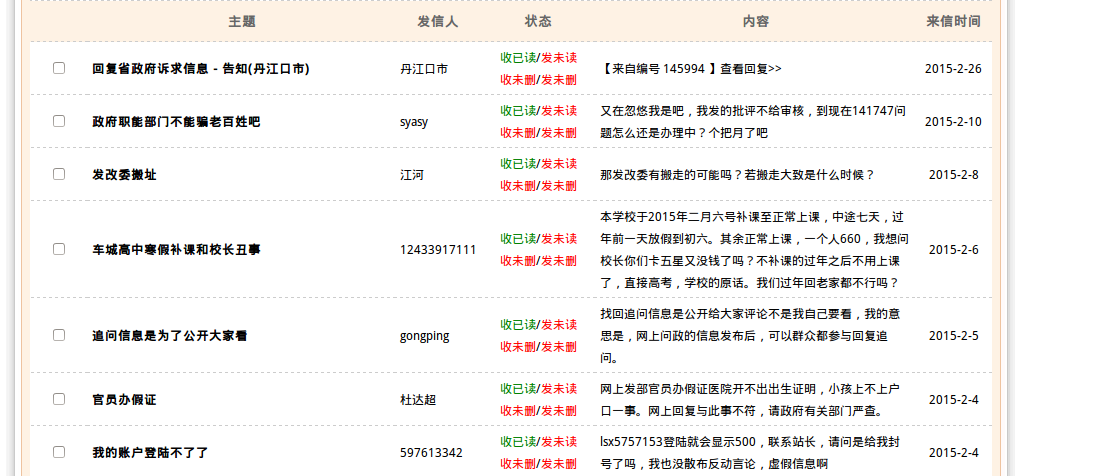 主题 发信人 状态 内容 来信时间
回复省政府诉求信息 - 告知(丹江口市) 丹江口市 收已读/发未读 【来自编号 145994 】查看回复>> 2015-2-26
收未删/发未删
政府职能部门不能骗老百姓吧 syasy 收已读/发未读 又在忽悠我是吧，我发的批评不给审核，到现在141747问 2015-2-10
收未删/发未删 题怎么还是办理中？个把月了吧
发改委搬址 江河 收已读/发未读 那发改委有搬走的可能吗？若搬走大致是什么时候？ 2015-2-8
收未删/发未删
本学校于2015年二月六号补课至正常上课，中途七天，过
车城高中寒假补课和校长丑事 12433917111 收已读/发未读 年前一天放假到初六。其余正常上课，一个人660，我想问 2015-2-6
收未删/发未删 校长你们卡五星又没钱了吗？不补课的过年之后不用上课
了，直接高考，学校的原话。我们过年回老家都不行吗？
找回追问信息是公开给大家评论不是我自己要看，我的意
追问信息是为了公开大家看 gongping 收已读/发未读 思是，网上问政的信息发布后，可以群众都参与回复追 2015-2-5
收未删/发未删 问。
官员办假证 杜达超 收已读/发未读 网上发部官员办假证医院开不出出生证明，小孩上不上户 2015-2-4
收未删/发未删 口一事。网上回复与此事不符，请政府有关部门严查。
我的账户登陆不了了 597613342 收已读/发未读 lsx5757153登陆就会显示500，联系站长，请问是给我封 2015-2-4
收未删/发未删 号了吗，我也没散布反动言论，虚假信息啊